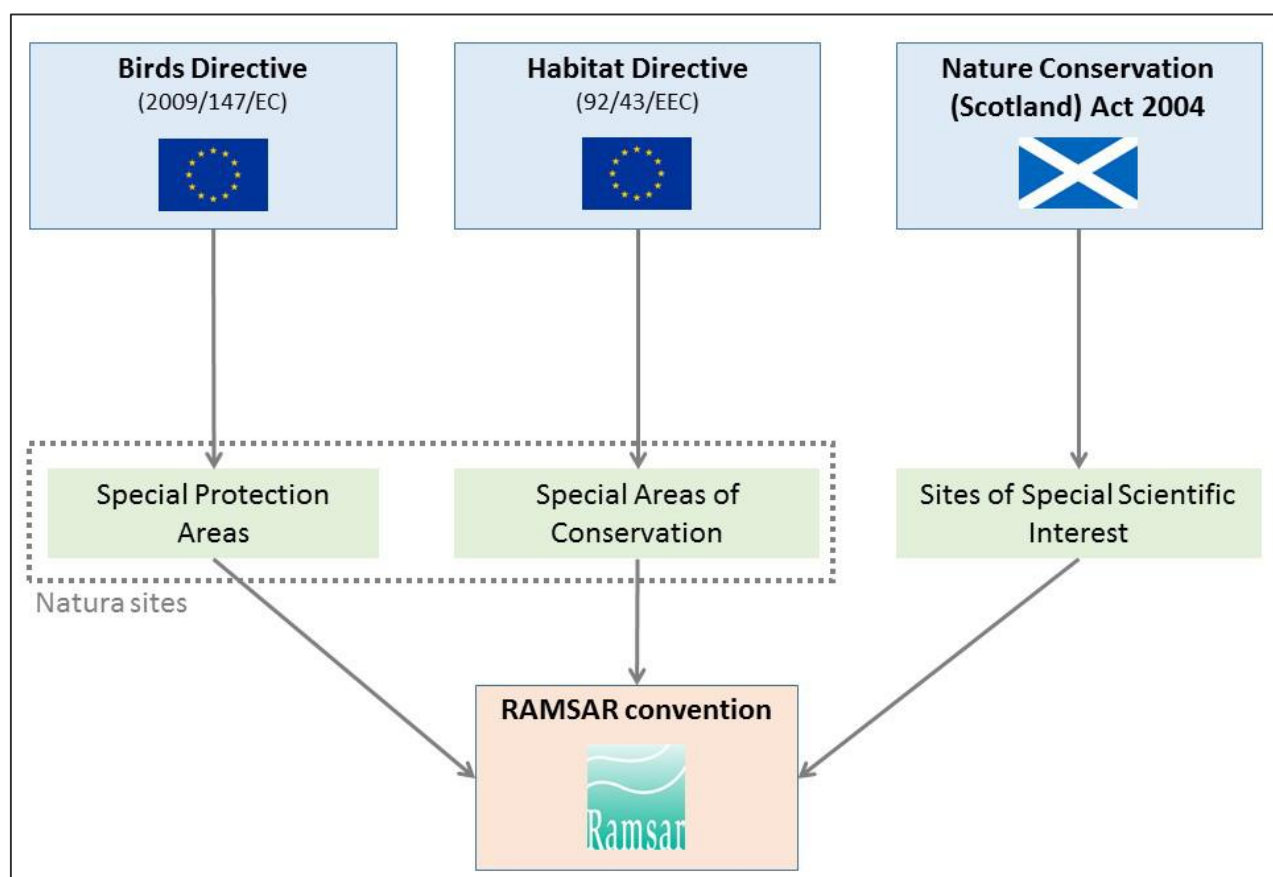 Birds Directive
(2009/147/EC)
Habitat Directive
(92/43/EEC)
Nature Conservation
(Scotland) Act 2004
Special Protection
Areas
Special Areas of
Conservation
Sites of Special Scientific
Interest
Natura sites
RAMSAR convention
Ramsar